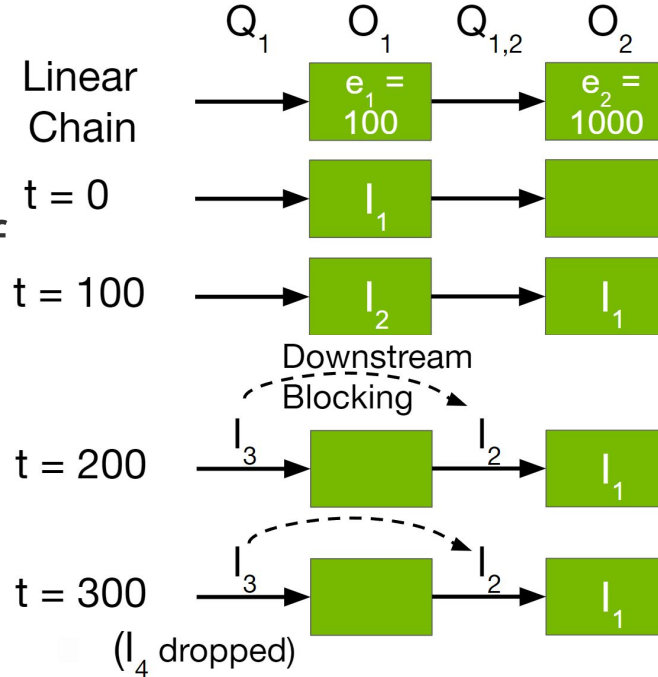 Q₁ O₁ Q₁,₂ O₂
Linear Chain
e₁ = 100
e₂ = 1000
t = 0
I₁
f
t = 100
I₂
I₁
Downstream Blocking
t = 200
I₃
I₂
I₁
t = 300
I₃
I₂
I₁
(I₄ dropped)